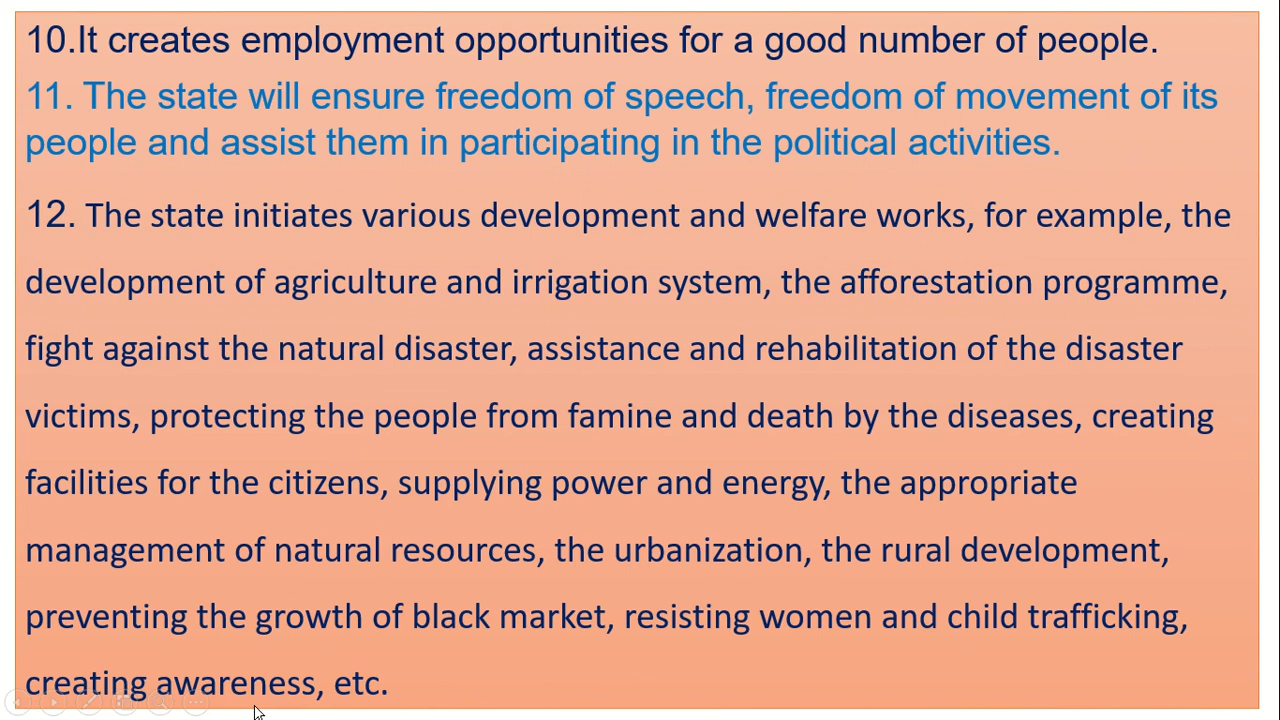 10.It creates employment opportunities for a good number of people.
11. The state will ensure freedom of speech, freedom of movement of its
people and assist them in participating in the political activities.
12. The state initiates various development and welfare works, for example, the
development of agriculture and irrigation system, the afforestation programme,
fight against the natural disaster, assistance and rehabilitation of the disaster
victims, protecting the people from famine and death by the diseases, creating
facilities for the citizens, supplying power and energy, the appropriate
management of natural resources, the urbanization, the rural development,
preventing the growth of black market, resisting women and child trafficking,
creating awareness, etc.